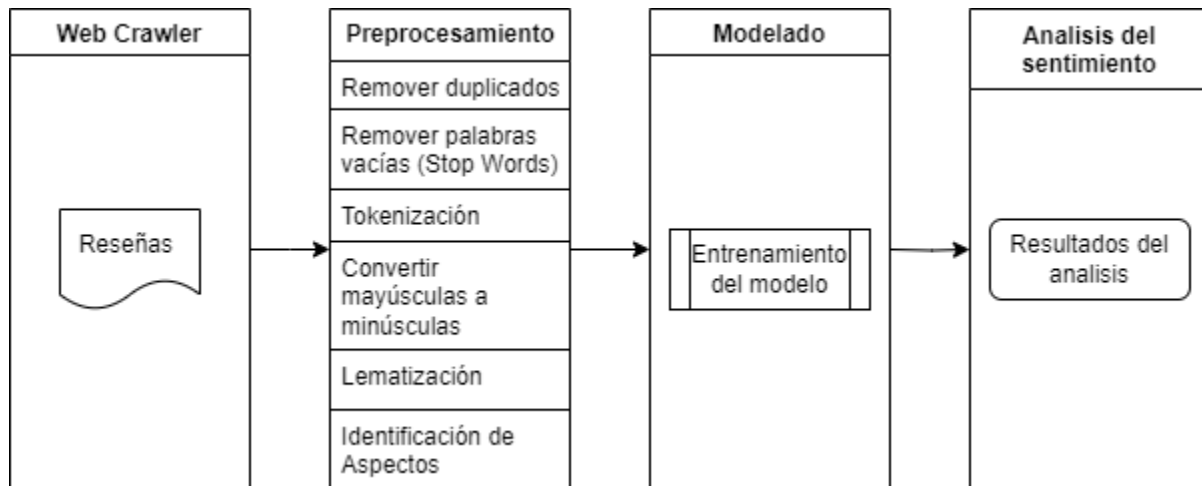 Web Crawler
Reseñas
Preprocesamiento
Remover duplicados
Remover palabras
vacías (Stop Words)
Tokenización
Convertir
mayúsculas a
minúsculas
Lematización
Identificación de
Aspectos
Modelado
Entrenamiento
del modelo
Analisis del
sentimiento
Resultados del
analisis